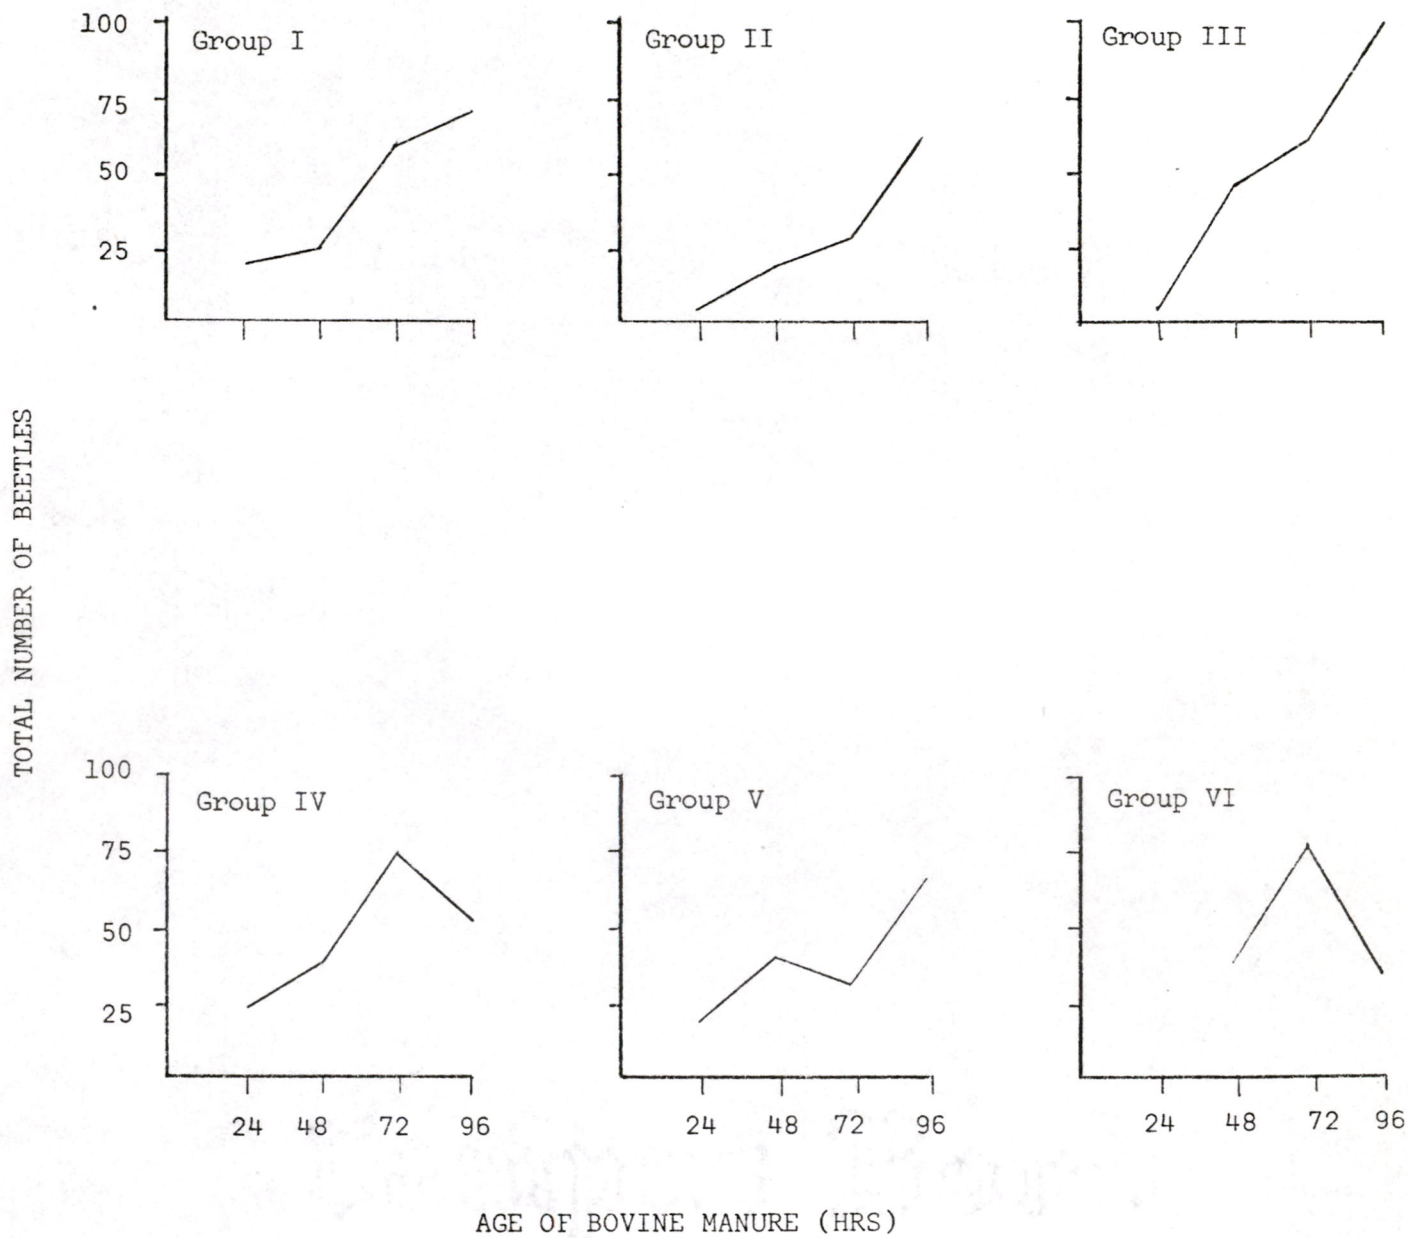 100
Group I
Group II
Group III
75
50
25
TOTAL NUMBER OF BEETLES
100
Group IV
Group V
Group VI
75
50
25
24 48 72 96
24 48 72 96
24 48 72 96
AGE OF BOVINE MANURE (HRS)